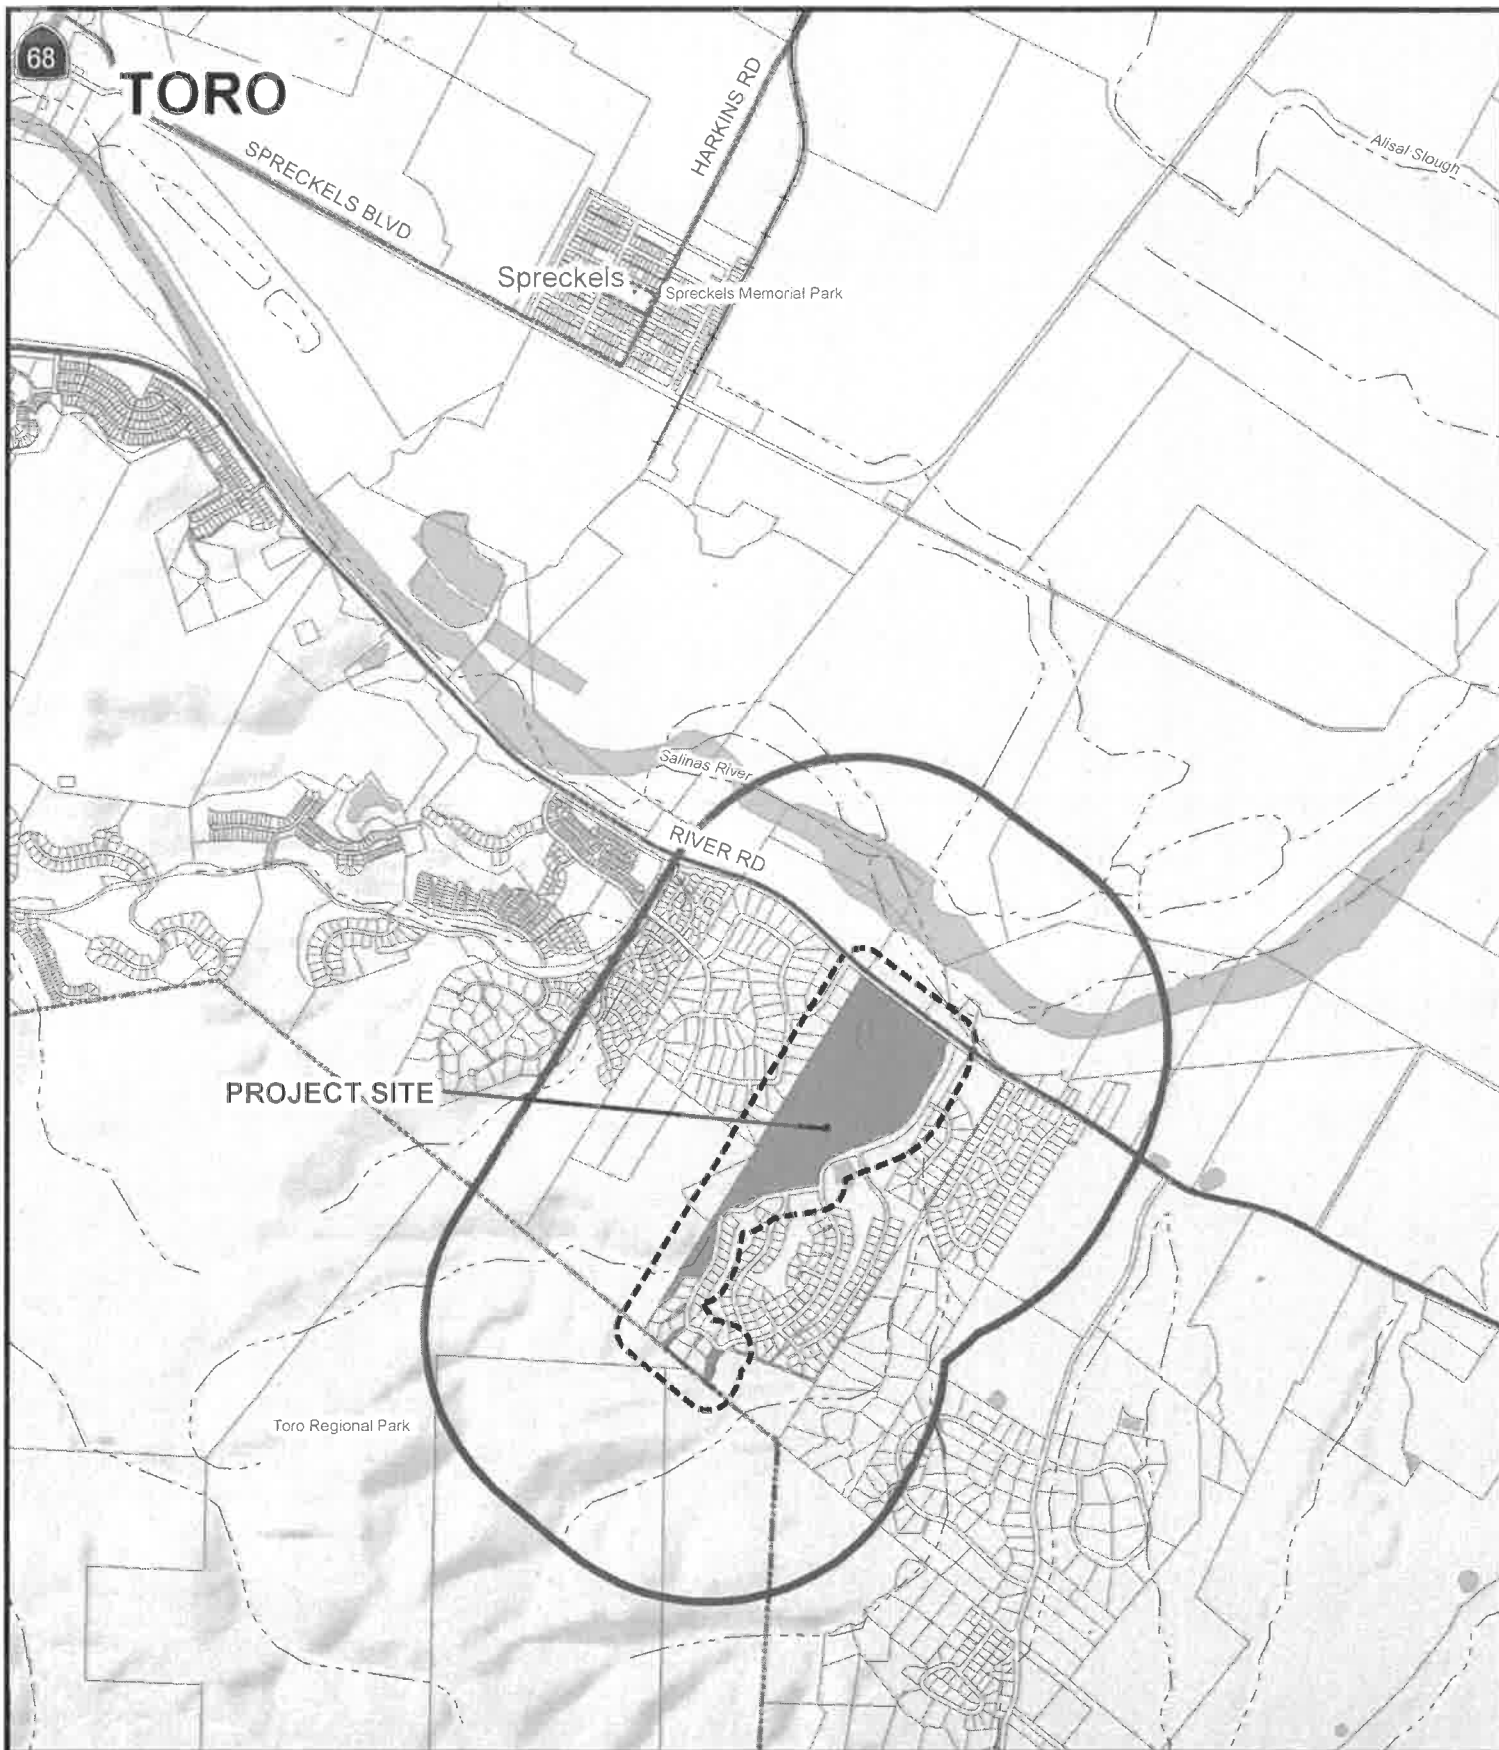 68
TORO
HARKINS RD
SPRECKELS BLVD
Alisal Slough
Spreckels
Spreckels Memorial Park
Salinas River
RIVER RD
PROJECT SITE
Toro Regional Park